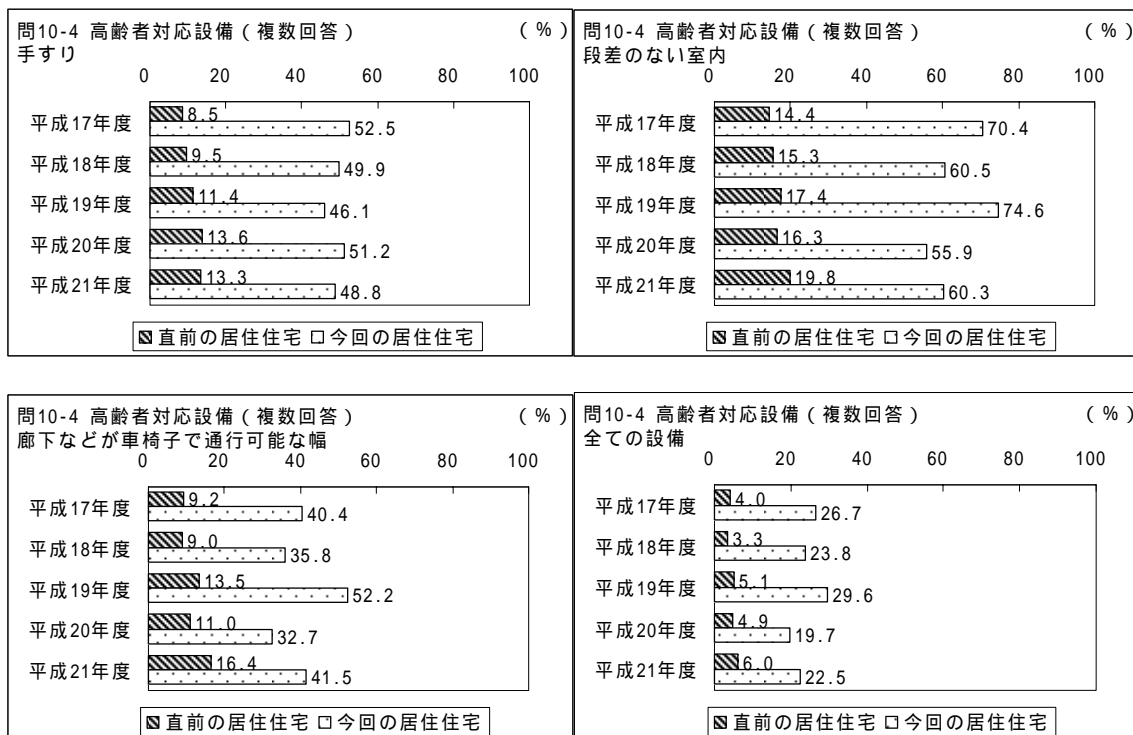 問10-4 高齢者対応設備（複数回答） （％）
手すり
0 20 40 60 80 100
平成17年度 8.5 52.5
平成18年度 9.5 49.9
平成19年度 11.4 46.1
平成20年度 13.6 51.2
平成21年度 13.3 48.8
直前の居住住宅 今回の居住住宅
問10-4 高齢者対応設備（複数回答） （％）
段差のない室内
0 20 40 60 80 100
平成17年度 14.4 70.4
平成18年度 15.3 60.5
平成19年度 17.4 74.6
平成20年度 16.3 55.9
平成21年度 19.8 60.3
直前の居住住宅 今回の居住住宅
問10-4 高齢者対応設備（複数回答） （％）
廊下などが車椅子で通行可能な幅
0 20 40 60 80 100
平成17年度 9.2 40.4
平成18年度 9.0 35.8
平成19年度 13.5 52.2
平成20年度 11.0 32.7
平成21年度 16.4 41.5
直前の居住住宅 今回の居住住宅
問10-4 高齢者対応設備（複数回答） （％）
全ての設備
0 20 40 60 80 100
平成17年度 4.0 26.7
平成18年度 3.3 23.8
平成19年度 5.1 29.6
平成20年度 4.9 19.7
平成21年度 6.0 22.5
直前の居住住宅 今回の居住住宅